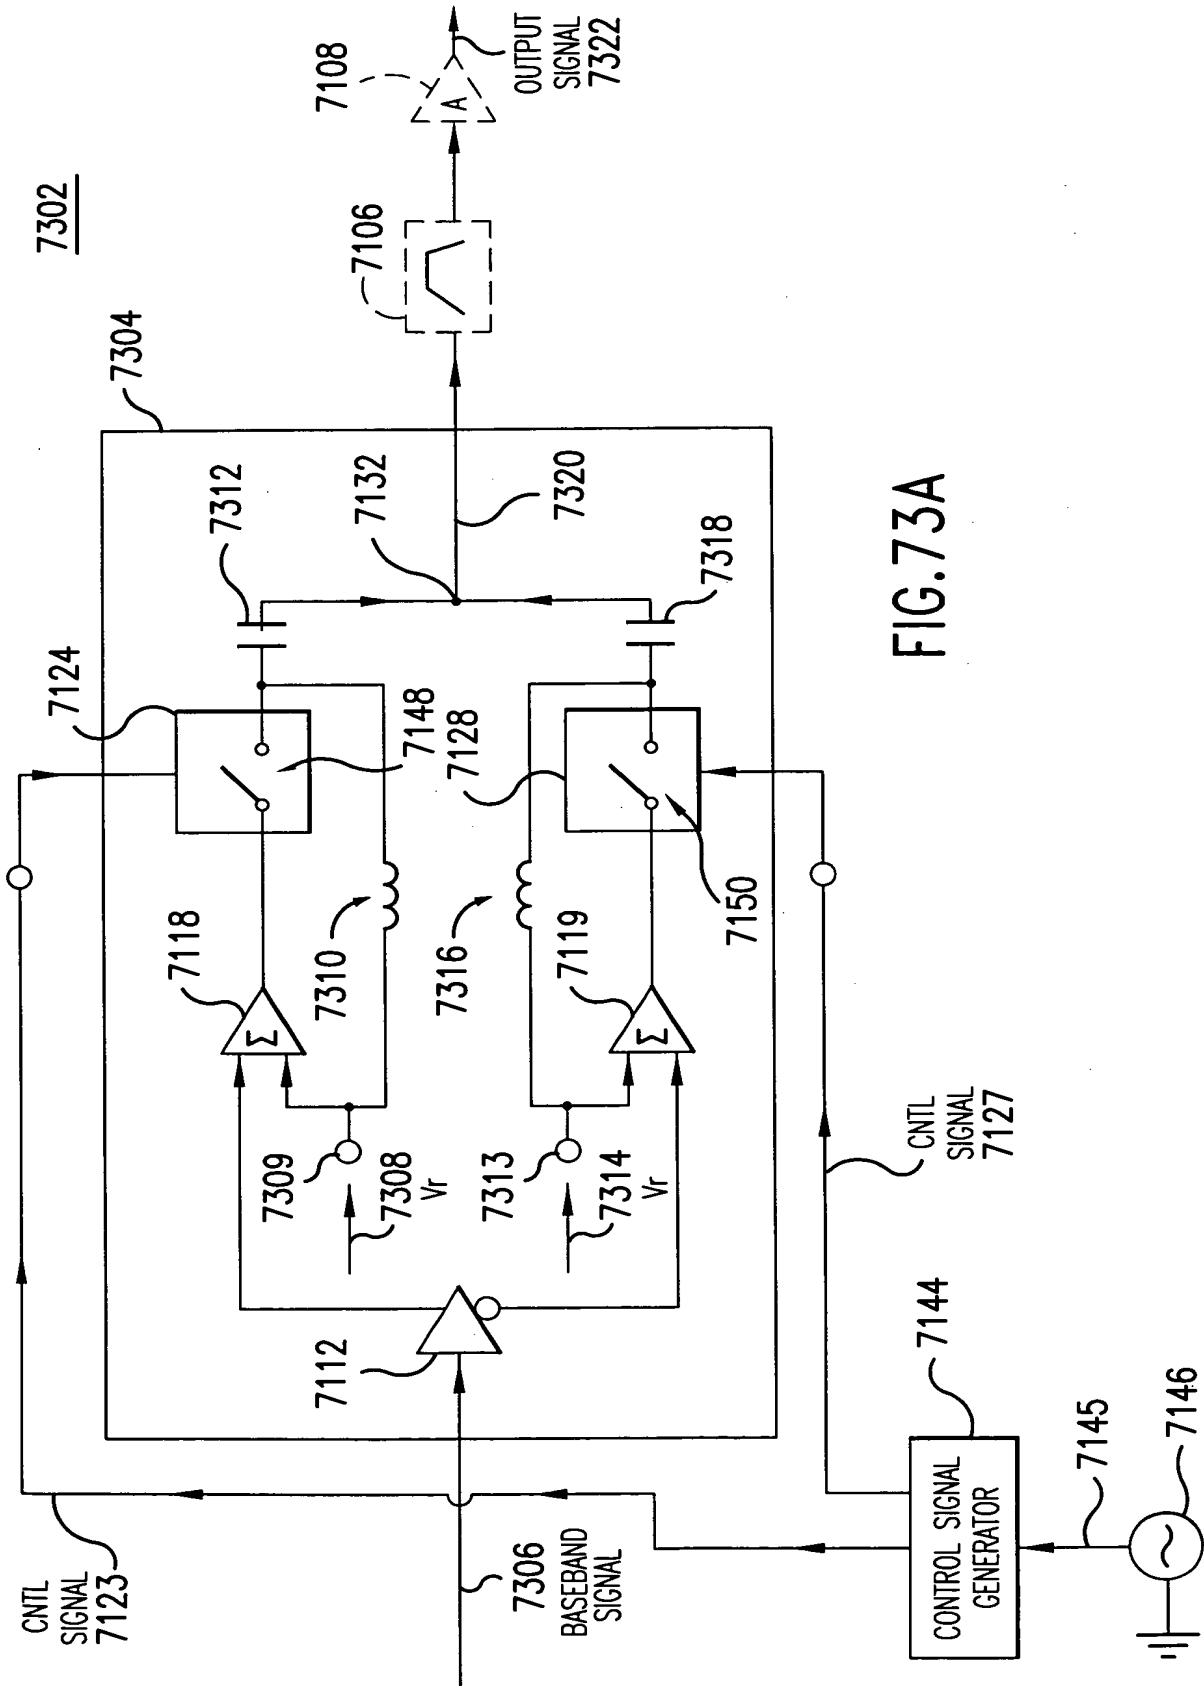 7302
CNTL
SIGNAL
7123
7124
7312
7304
7106
7108
OUTPUT
SIGNAL
7322
7118
Σ
7310
7148
7132
7320
A
7309
7308
Vr
7112
7306
BASEBAND
SIGNAL
7313
7314
Vr
7316
7128
7119
Σ
7150
7318
CNTL
SIGNAL
7127
7144
CONTROL SIGNAL
GENERATOR
7145
7146
FIG.73A